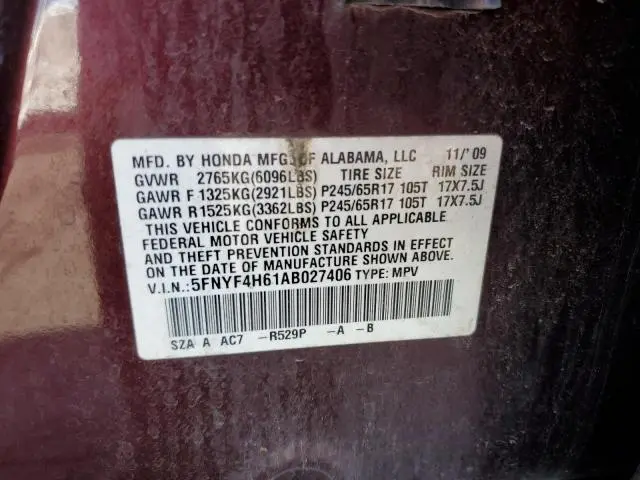 MFD. BY HONDA MFG. OF ALABAMA, LLC 11/'09
GVWR 2765KG(6096LBS) TIRE SIZE RIM SIZE
GAWR F 1325KG(2921LBS) P245/65R17 105T 17X7.5J
GAWR R 1525KG(3362LBS) P245/65R17 105T 17X7.5J
THIS VEHICLE CONFORMS TO ALL APPLICABLE
FEDERAL MOTOR VEHICLE SAFETY
AND THEFT PREVENTION STANDARDS IN EFFECT
ON THE DATE OF MANUFACTURE SHOWN ABOVE.
V.I.N.: 5FNYF4H61AB027406 TYPE: MPV
SZA A AC7 -R529P -A -B